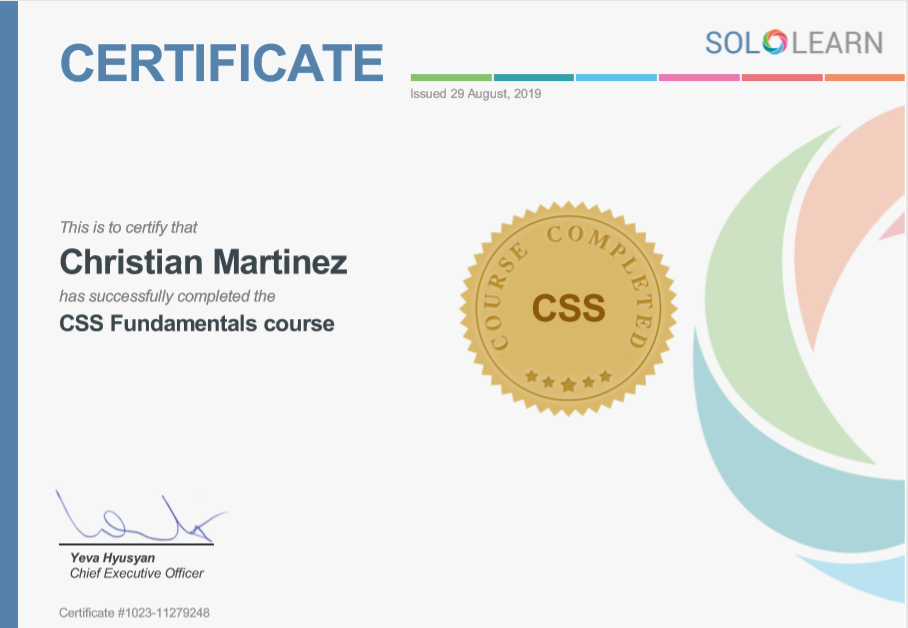 CERTIFICATE
SOLOLEARN
Issued 29 August, 2019
This is to certify that
Christian Martinez
has successfully completed the
CSS Fundamentals course
COURSE COMPLETED
CSS
Yeva Hyusyan
Chief Executive Officer
Certificate #1023-11279248